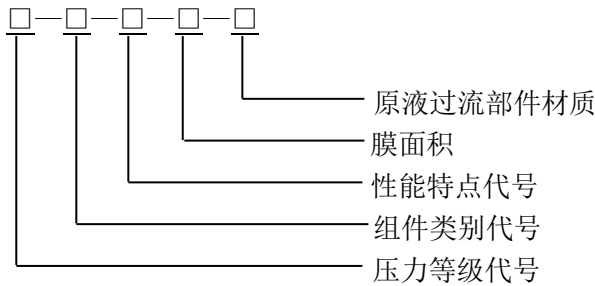 □—□—□—□—□
原液过流部件材质
膜面积
性能特点代号
组件类别代号
压力等级代号